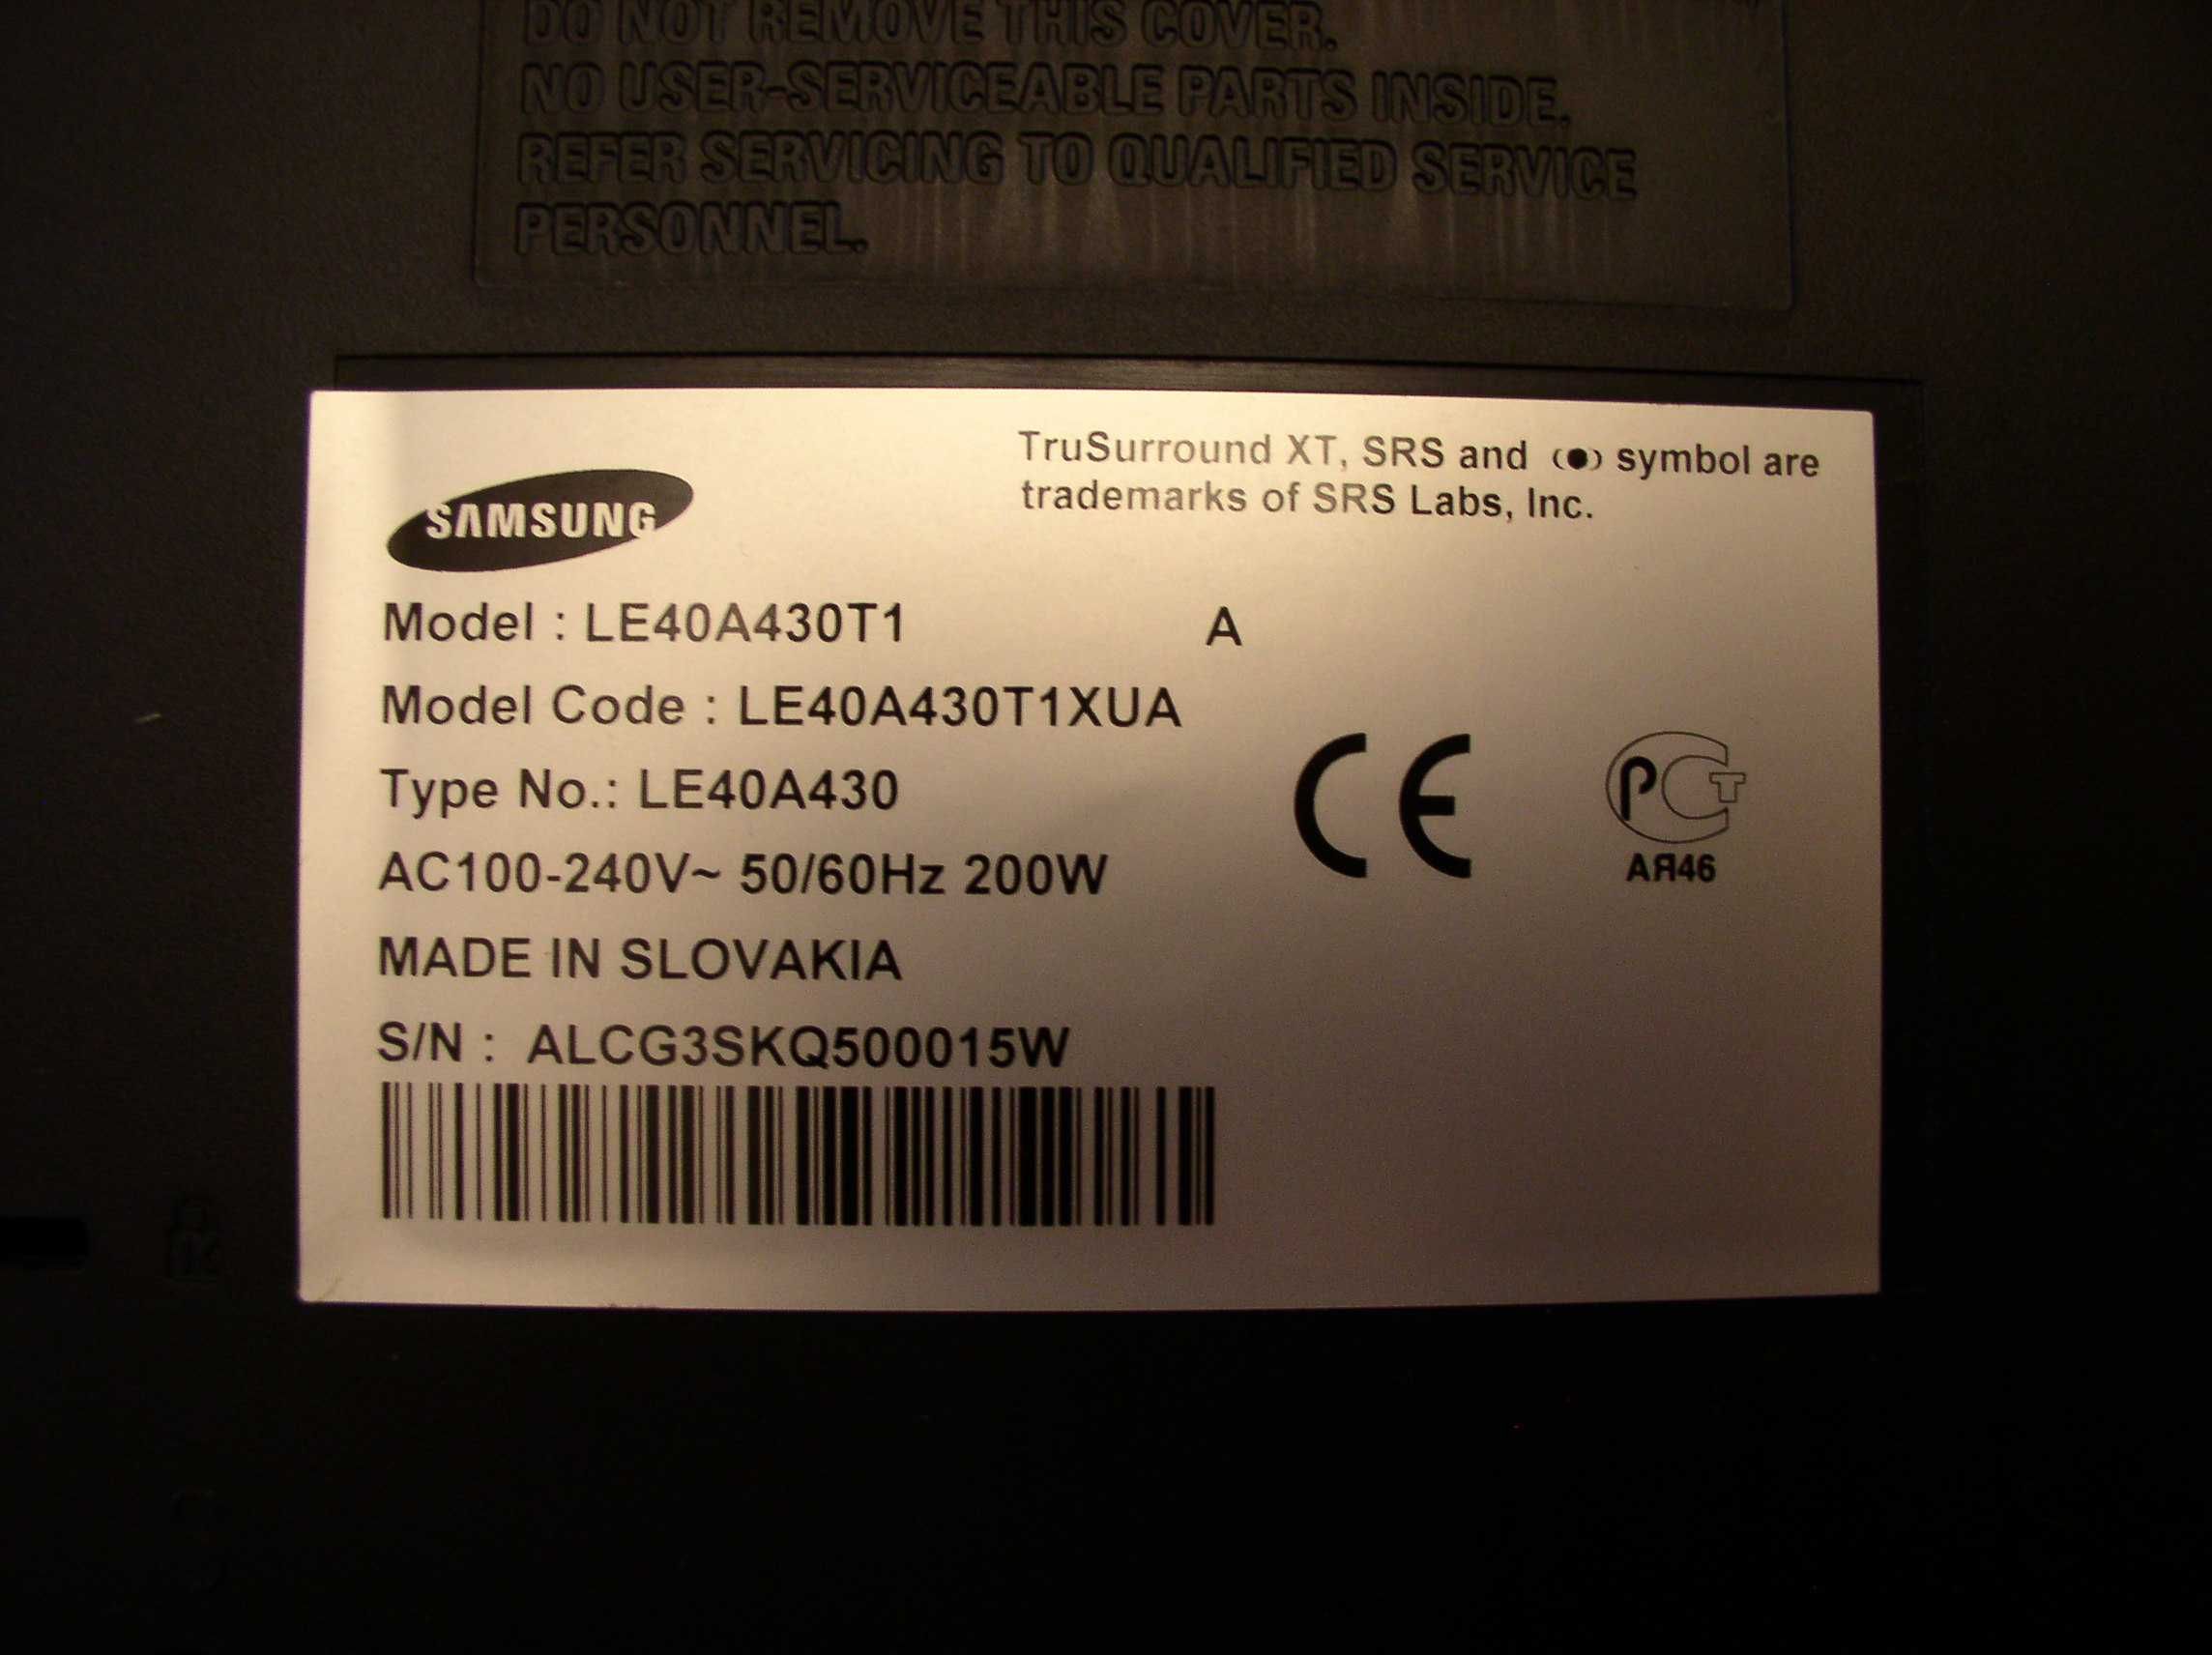 DO NOT REMOVE THIS COVER.
NO USER-SERVICEABLE PARTS INSIDE.
REFER SERVICING TO QUALIFIED SERVICE
PERSONNEL.
SAMSUNG
TruSurround XT, SRS and (●) symbol are
trademarks of SRS Labs, Inc.
Model : LE40A430T1 A
Model Code : LE40A430T1XUA
Type No.: LE40A430
AC100-240V~ 50/60Hz 200W
MADE IN SLOVAKIA
S/N : ALCG3SKQ500015W
CE
РСТ
АЯ46